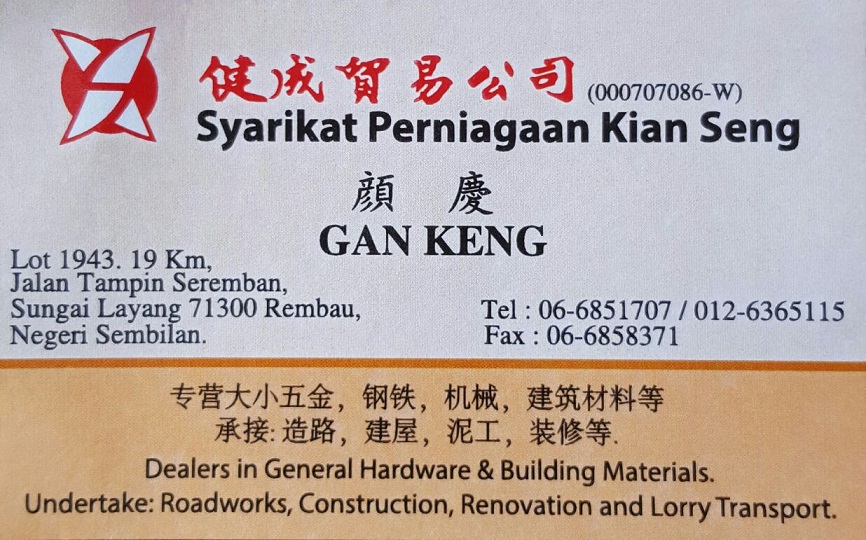 健成貿易公司 (000707086-W)
Syarikat Perniagaan Kian Seng
顔 慶
GAN KENG
Lot 1943. 19 Km,
Jalan Tampin Seremban,
Sungai Layang 71300 Rembau,
Negeri Sembilan.
Tel : 06-6851707 / 012-6365115
Fax : 06-6858371
专营大小五金，钢铁，机械，建筑材料等
承接: 造路，建屋，泥工，装修等.
Dealers in General Hardware & Building Materials.
Undertake: Roadworks, Construction, Renovation and Lorry Transport.